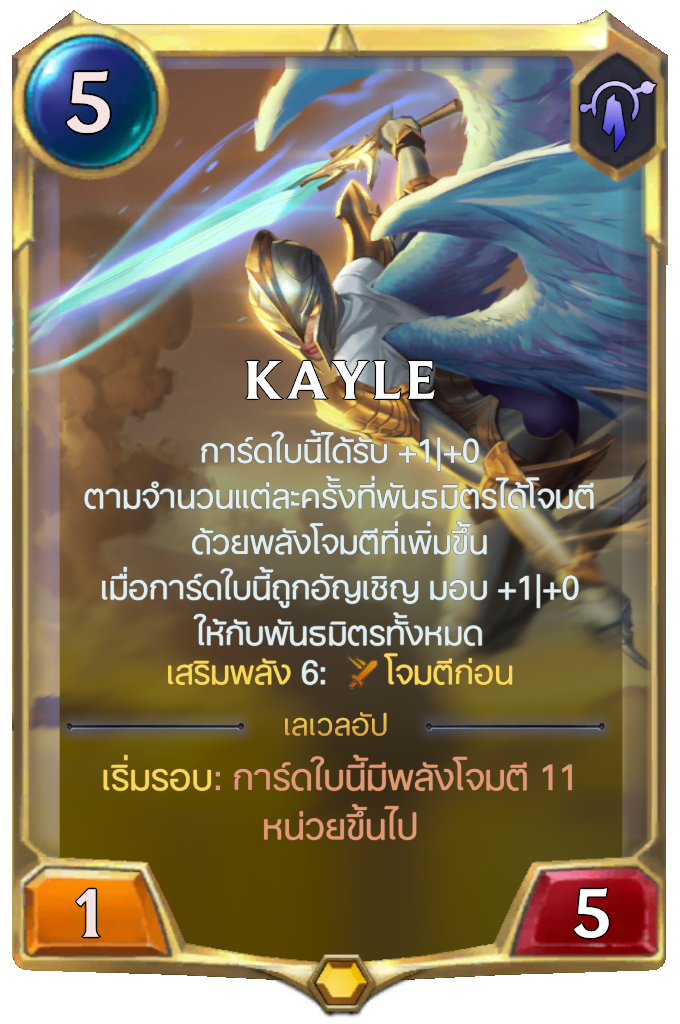 5
KAYLE
การ์ดใบนี้ได้รับ +1|+0
ตามจำนวนแต่ละครั้งที่พันธมิตรได้โจมตี
ด้วยพลังโจมตีที่เพิ่มขึ้น
เมื่อการ์ดใบนี้ถูกอัญเชิญ มอบ +1|+0
ให้กับพันธมิตรทั้งหมด
เสริมพลัง 6: โจมตีก่อน
เลเวลอัป
เริ่มรอบ: การ์ดใบนี้มีพลังโจมตี 11
หน่วยขึ้นไป
1
5